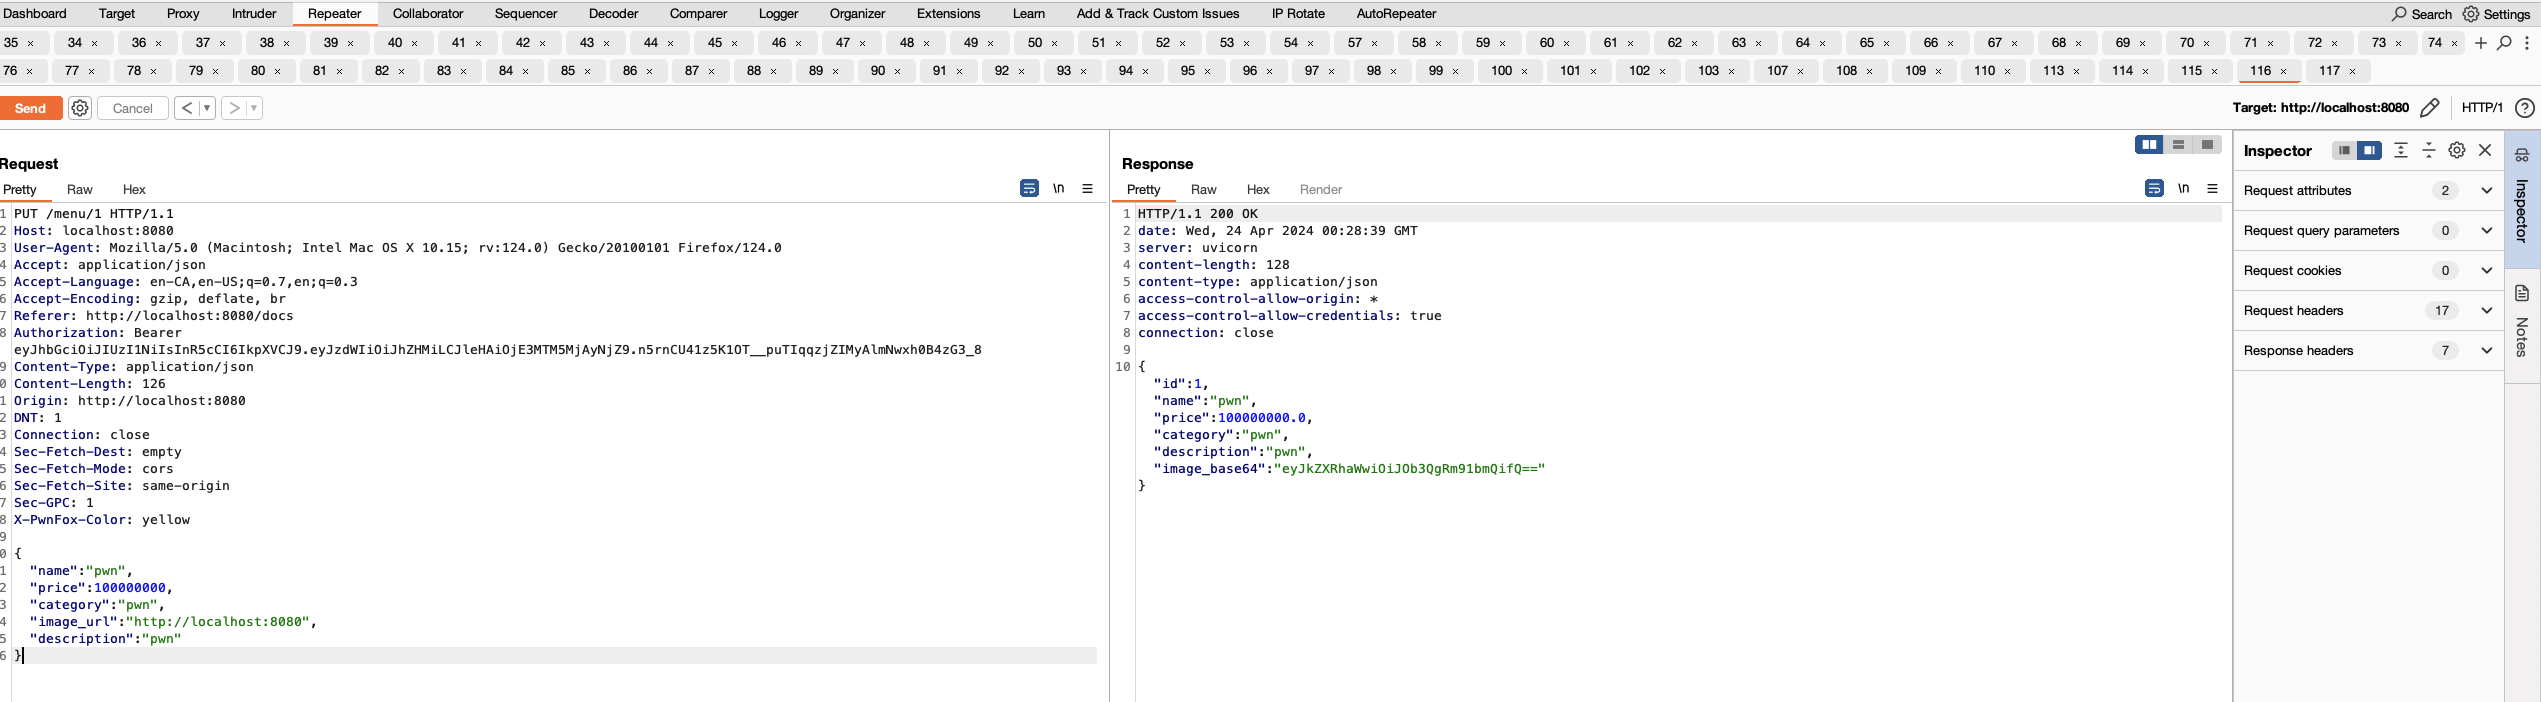 Dashboard Target Proxy Intruder Repeater Collaborator Sequencer Decoder Comparer Logger Organizer Extensions Learn Add & Track Custom Issues IP Rotate AutoRepeater Search Settings
35 × 34 × 36 × 37 × 38 × 39 × 40 × 41 × 42 × 43 × 44 × 45 × 46 × 47 × 48 × 49 × 50 × 51 × 52 × 53 × 54 × 57 × 58 × 59 × 60 × 61 × 62 × 63 × 64 × 65 × 66 × 67 × 68 × 69 × 70 × 71 × 72 × 73 × 74 × +
76 × 77 × 78 × 79 × 80 × 81 × 82 × 83 × 84 × 85 × 86 × 87 × 88 × 89 × 90 × 91 × 92 × 93 × 94 × 95 × 96 × 97 × 98 × 99 × 100 × 101 × 102 × 103 × 107 × 108 × 109 × 110 × 113 × 114 × 115 × 116 × 117 ×
Send Cancel < > Target: http://localhost:8080 HTTP/1 ?
Request
Pretty Raw Hex \n
1 PUT /menu/1 HTTP/1.1
2 Host: localhost:8080
3 User-Agent: Mozilla/5.0 (Macintosh; Intel Mac OS X 10.15; rv:124.0) Gecko/20100101 Firefox/124.0
4 Accept: application/json
5 Accept-Language: en-CA,en-US;q=0.7,en;q=0.3
6 Accept-Encoding: gzip, deflate, br
7 Referer: http://localhost:8080/docs
8 Authorization: Bearer
eyJhbGciOiJIUzI1NiIsInR5cCI6IkpXVCJ9.eyJzdWIiOiJhZHMiLCJleHAiOjE3MTM5MjAyNjZ9.n5rnCU41z5K1OT__puTIqqzjZIMyAlmNwxh0B4zG3_8
9 Content-Type: application/json
0 Content-Length: 126
1 Origin: http://localhost:8080
2 DNT: 1
3 Connection: close
4 Sec-Fetch-Dest: empty
5 Sec-Fetch-Mode: cors
6 Sec-Fetch-Site: same-origin
7 Sec-GPC: 1
8 X-PwnFox-Color: yellow
9
0 {
1 "name":"pwn",
2 "price":100000000,
3 "category":"pwn",
4 "image_url":"http://localhost:8080",
5 "description":"pwn"
6 }
Response
Pretty Raw Hex Render \n
1 HTTP/1.1 200 OK
2 date: Wed, 24 Apr 2024 00:28:39 GMT
3 server: uvicorn
4 content-length: 128
5 content-type: application/json
6 access-control-allow-origin: *
7 access-control-allow-credentials: true
8 connection: close
9
10 {
"id":1,
"name":"pwn",
"price":100000000.0,
"category":"pwn",
"description":"pwn",
"image_base64":"eyJkZXRhaWwiOiJOb3QgRm91bmQifQ=="
}
Inspector
Request attributes 2
Request query parameters 0
Request cookies 0
Request headers 17
Response headers 7
Inspector
Notes